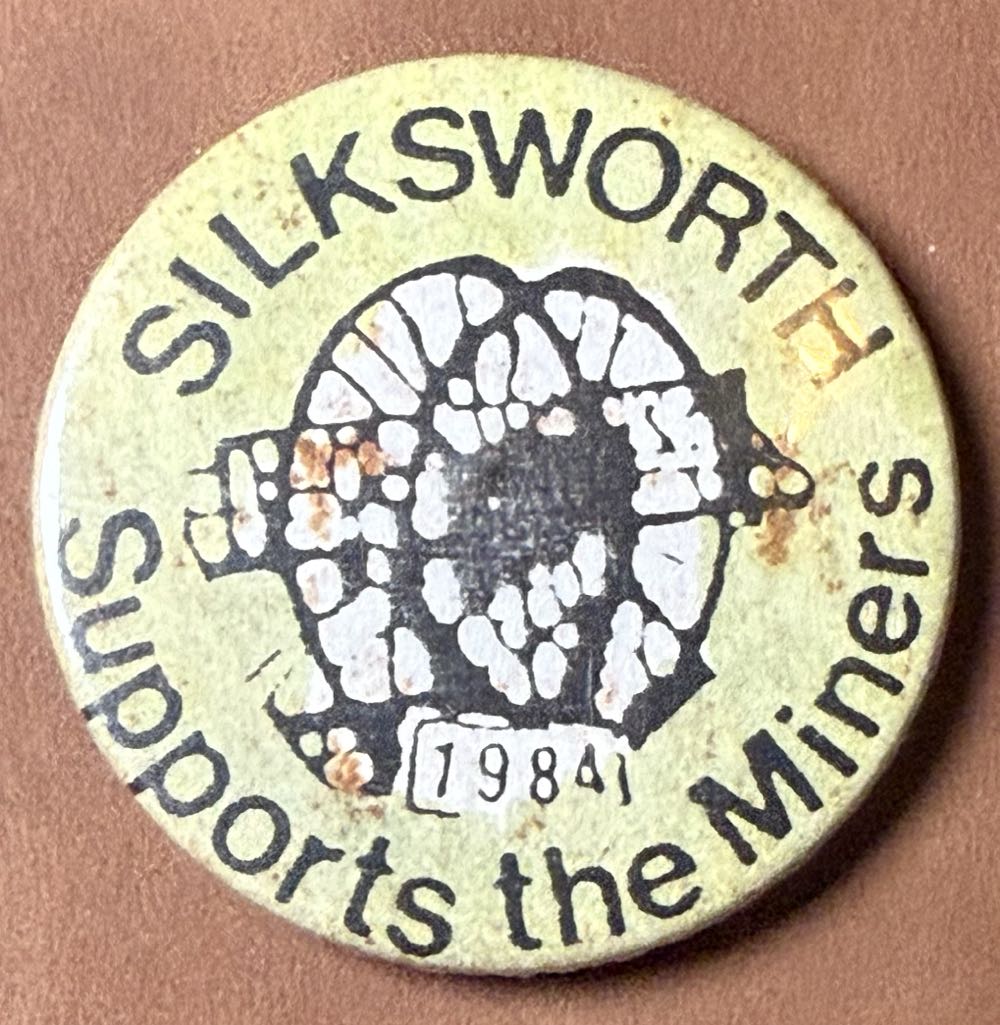 SILKSWORTH
Supports the Miners
1984